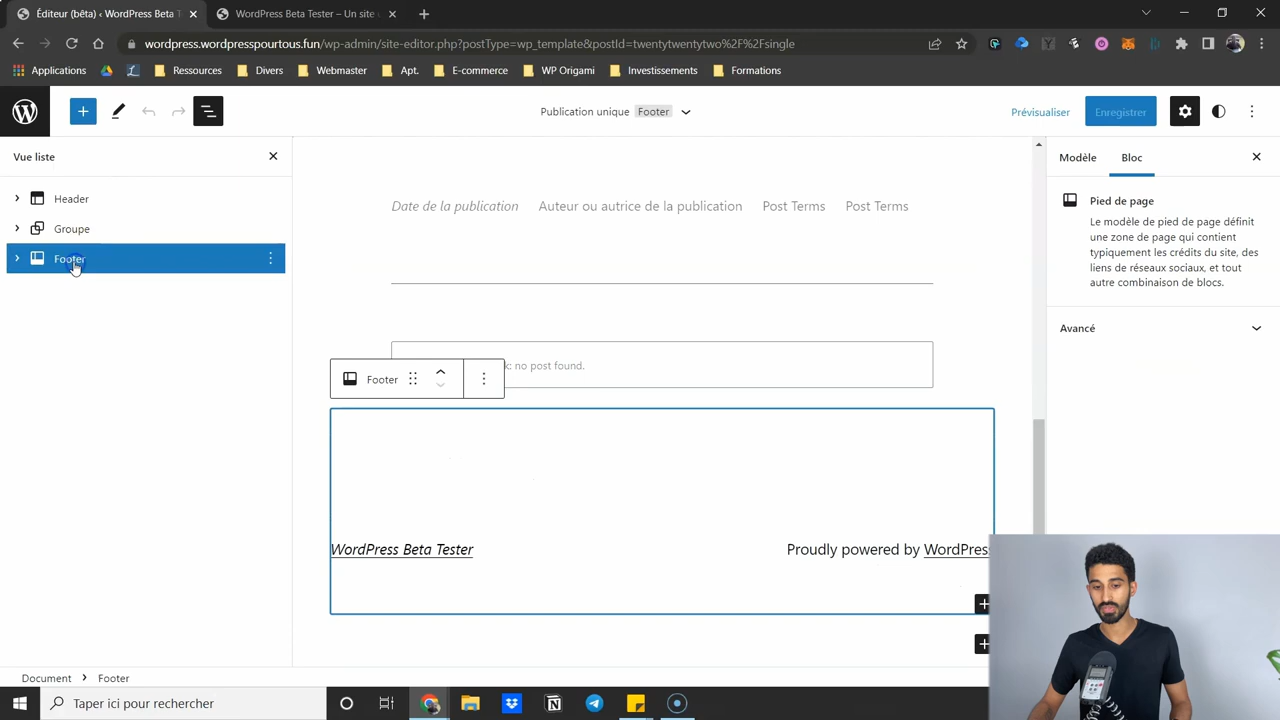 Éditeur (bêta) ‹ WordPress Beta T
WordPress Beta Tester – Un site
wordpress.wordpresspourtous.fun/wp-admin/site-editor.php?postType=wp_template&postId=twentytwentytwo%2F%2Fsingle
Applications
Ressources
Divers
Webmaster
Apt.
E-commerce
WP Origami
Investissements
Formations
Publication unique Footer
Prévisualiser
Enregistrer
Vue liste
Header
Groupe
Footer
Date de la publication
Auteur ou autrice de la publication
Post Terms
Post Terms
: no post found.
Footer
WordPress Beta Tester
Proudly powered by WordPress
Modèle
Bloc
Pied de page
Le modèle de pied de page définit
une zone de page qui contient
typiquement les crédits du site, des
liens de réseaux sociaux, et tout
autre combinaison de blocs.
Avancé
Document
Footer
Taper ici pour rechercher